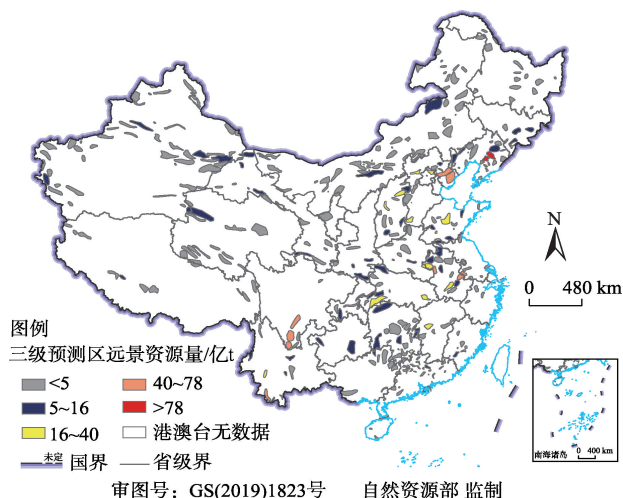 N
0 480 km
图例
三级预测区远景资源量/亿t
<5 40~78
5~16 >78
16~40 港澳台无数据
未定 国界 省级界
南海诸岛 0 400 km
审图号：GS(2019)1823号 自然资源部 监制